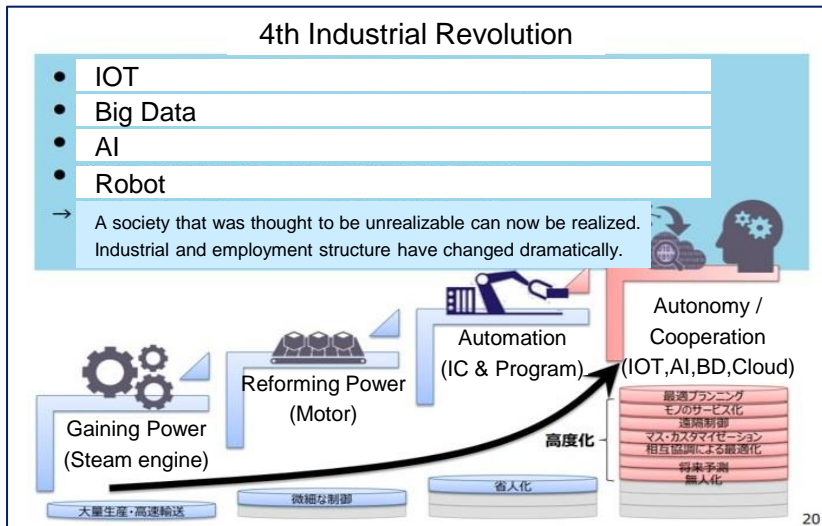 4th Industrial Revolution
• IOT
• Big Data
• AI
• Robot
→ A society that was thought to be unrealizable can now be realized.
Industrial and employment structure have changed dramatically.
Gaining Power
(Steam engine)
大量生産・高速輸送
Reforming Power
(Motor)
微細な制御
Automation
(IC & Program)
省人化
Autonomy /
Cooperation
(IOT,AI,BD,Cloud)
高度化
最適プランニング
モノのサービス化
遠隔制御
マス・カスタマイゼーション
相互協調による最適化
将来予測
無人化
20